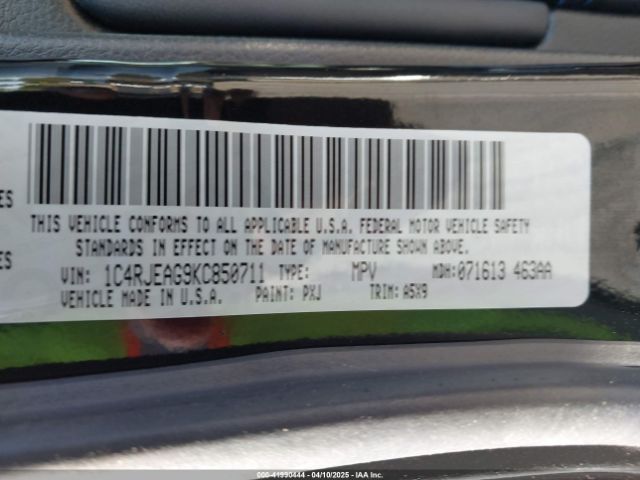 ES
THIS VEHICLE CONFORMS TO ALL APPLICABLE U.S.A. FEDERAL MOTOR VEHICLE SAFETY
STANDARDS IN EFFECT ON THE DATE OF MANUFACTURE SHOWN ABOVE.
ES
VIN: 1C4RJEAG9KC850711 TYPE: MPV MDH:071613 463AA
VEHICLE MADE IN U.S.A. PAINT: PXJ TRIM: A5X9
000-41990444 - 04/10/2025 - IAA Inc.